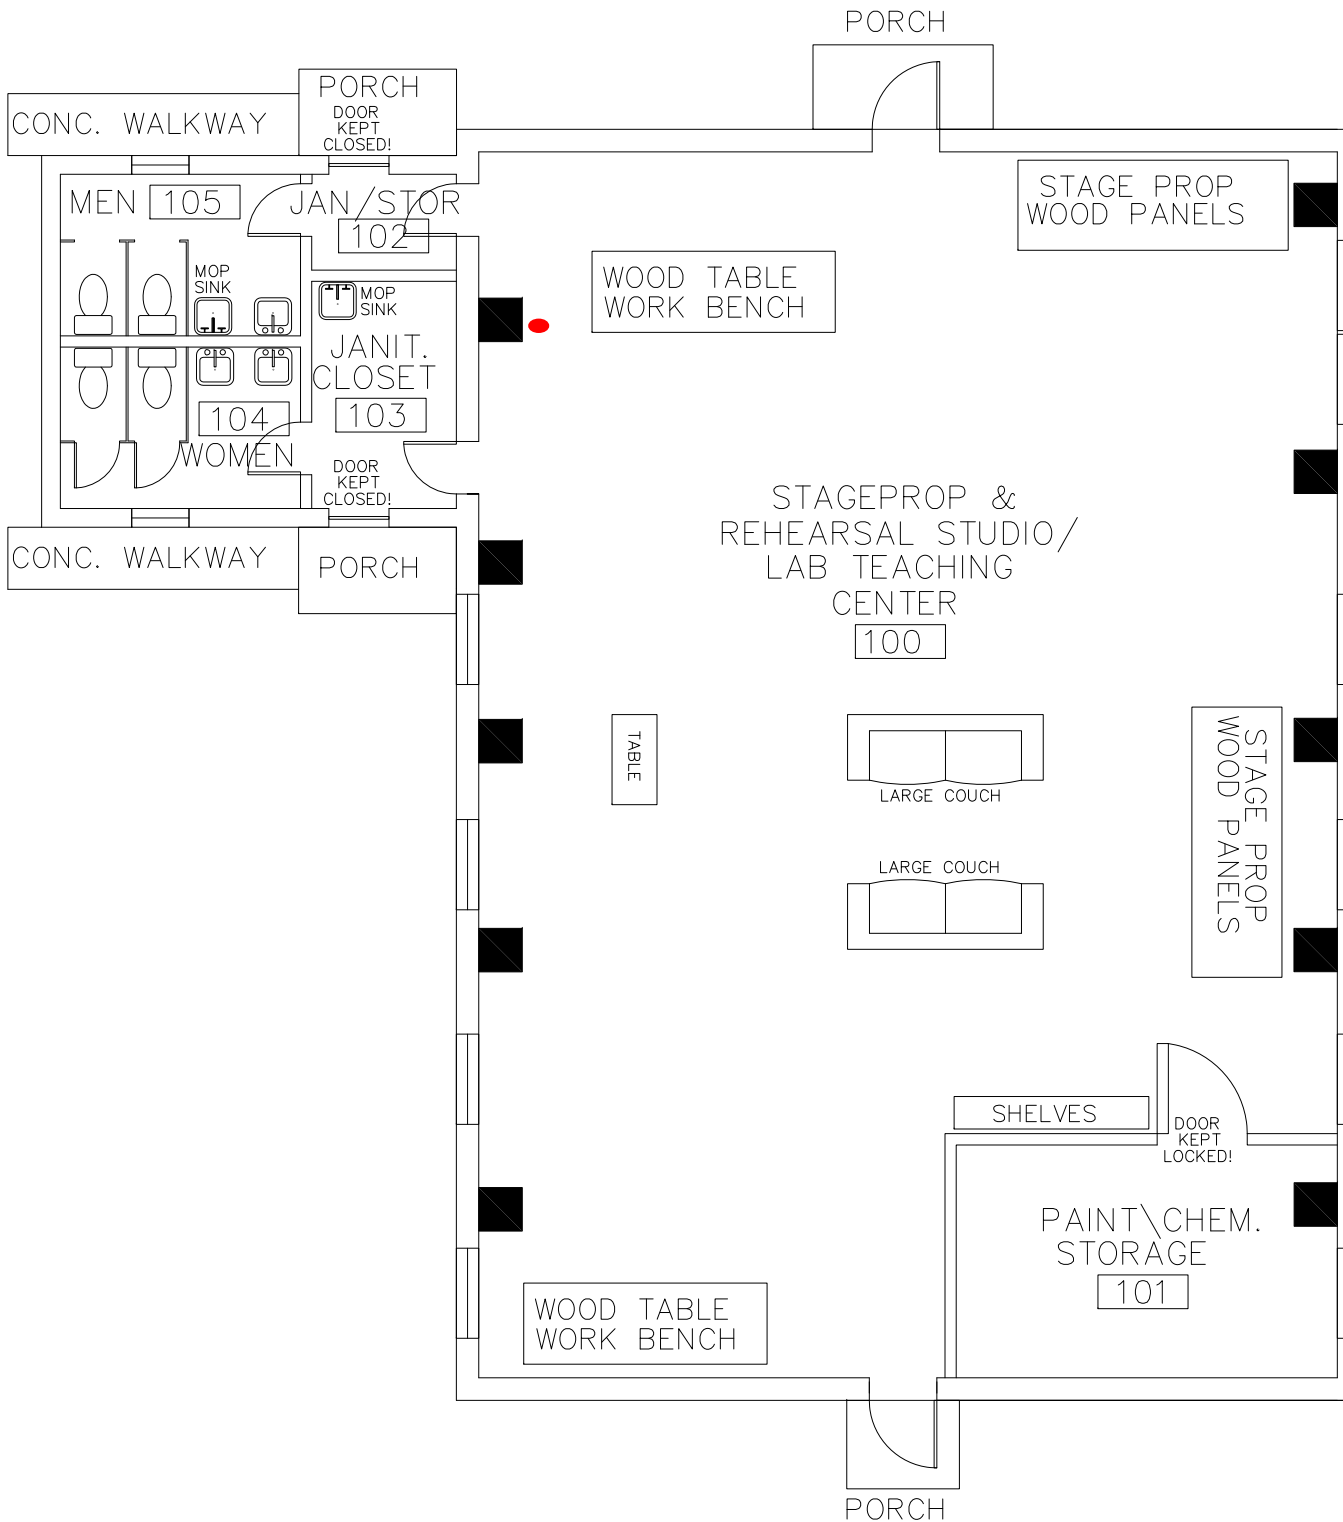 PORCH
PORCH
DOOR
KEPT
CLOSED!
CONC. WALKWAY
MEN 105
JAN/STOR
102
STAGE PROP
WOOD PANELS
MOP
SINK
MOP
SINK
WOOD TABLE
WORK BENCH
JANIT.
CLOSET
103
104
WOMEN
DOOR
KEPT
CLOSED!
CONC. WALKWAY
PORCH
STAGEPROP &
REHEARSAL STUDIO/
LAB TEACHING
CENTER
100
TABLE
LARGE COUCH
LARGE COUCH
STAGE PROP
WOOD PANELS
SHELVES
DOOR
KEPT
LOCKED!
PAINT\CHEM.
STORAGE
101
WOOD TABLE
WORK BENCH
PORCH